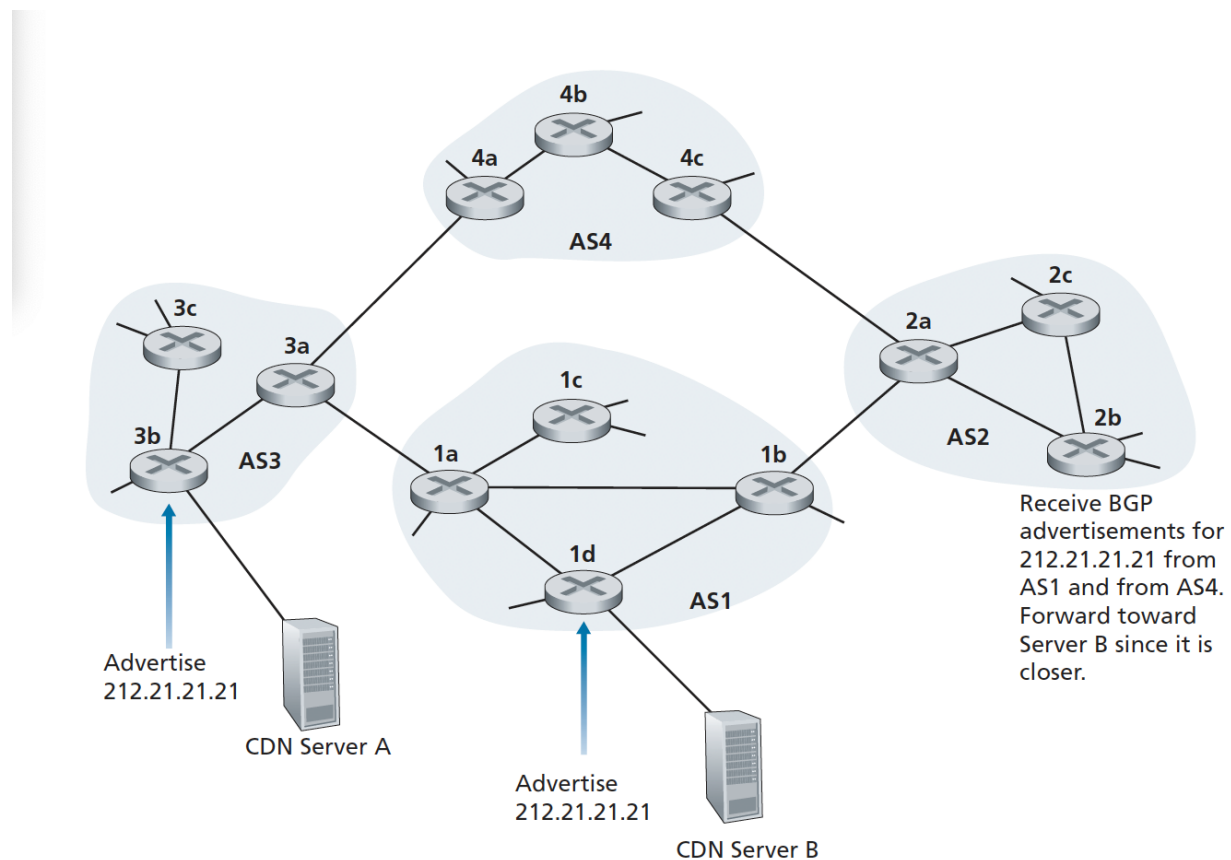 4b
4a
4c
AS4
3c
3a
3b
AS3
2c
2a
2b
AS2
1c
1a
1b
1d
AS1
Receive BGP
advertisements for
212.21.21.21 from
AS1 and from AS4.
Forward toward
Server B since it is
closer.
Advertise
212.21.21.21
CDN Server A
Advertise
212.21.21.21
CDN Server B